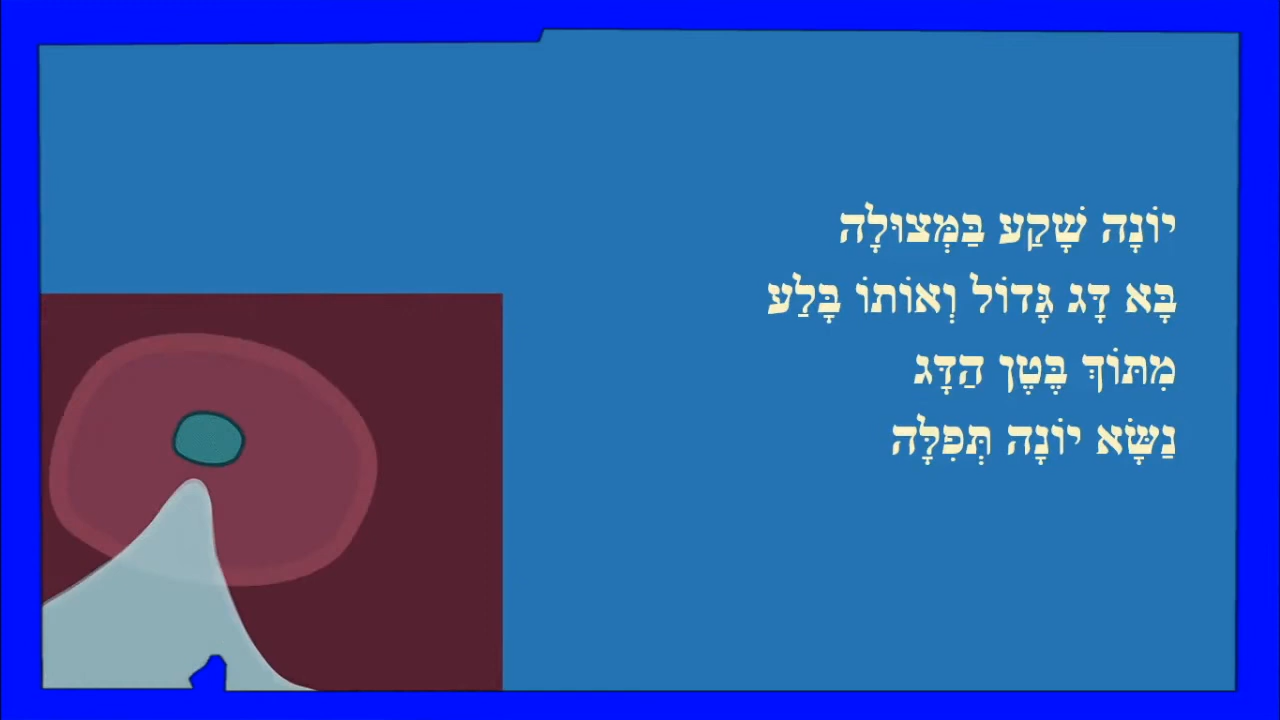 יוֹנָה שָׁקַע בַּמְּצוּלָה
בָּא דָּג גָּדוֹל וְאוֹתוֹ בָּלַע
מִתּוֹךְ בֶּטֶן הַדָּג
נַשָּׂא יוֹנָה תְּפִלָּה